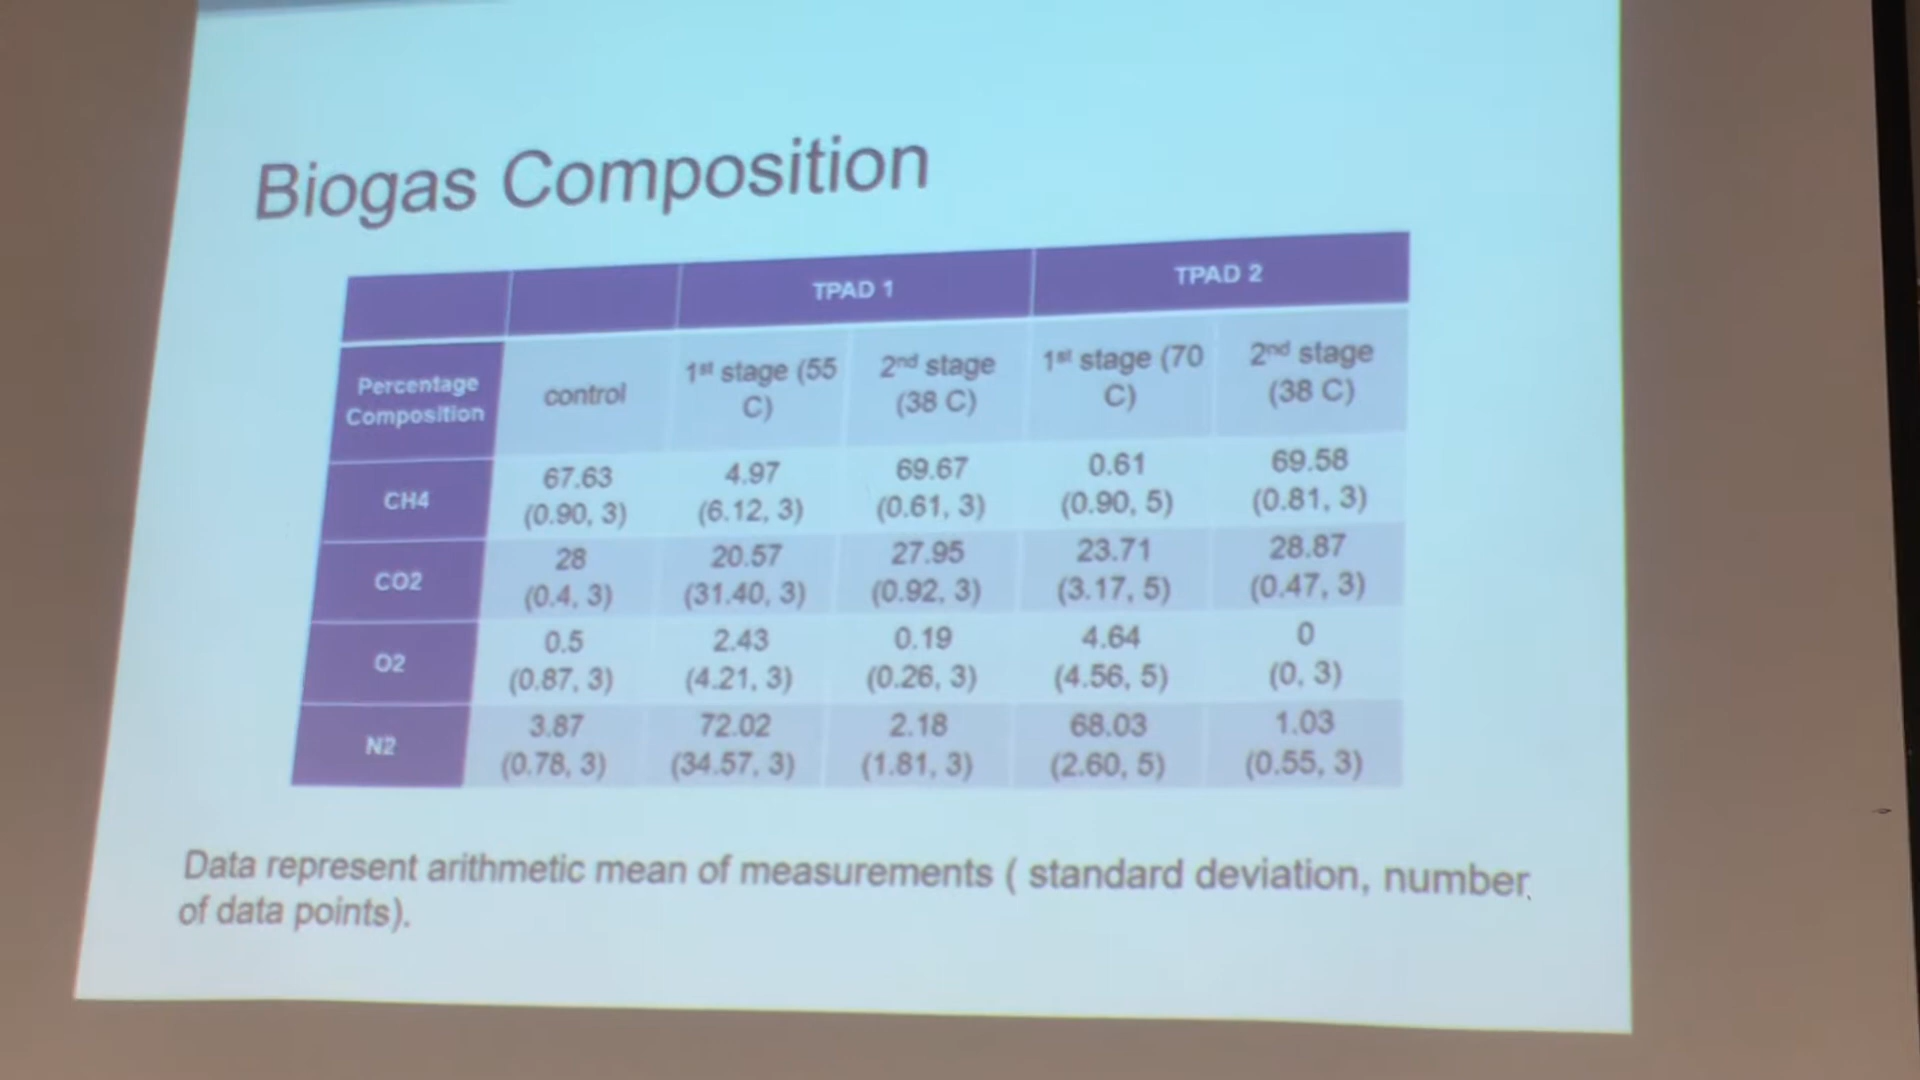 Biogas Composition
TPAD 1 TPAD 2
Percentage Composition control 1st stage (55 C) 2nd stage (38 C) 1st stage (70 C) 2nd stage (38 C)
CH4 67.63 (0.90, 3) 4.97 (6.12, 3) 69.67 (0.61, 3) 0.61 (0.90, 5) 69.58 (0.81, 3)
CO2 28 (0.4, 3) 20.57 (31.40, 3) 27.95 (0.92, 3) 23.71 (3.17, 5) 28.87 (0.47, 3)
O2 0.5 (0.87, 3) 2.43 (4.21, 3) 0.19 (0.26, 3) 4.64 (4.56, 5) 0 (0, 3)
N2 3.87 (0.78, 3) 72.02 (34.57, 3) 2.18 (1.81, 3) 68.03 (2.60, 5) 1.03 (0.55, 3)
Data represent arithmetic mean of measurements ( standard deviation, number
of data points).